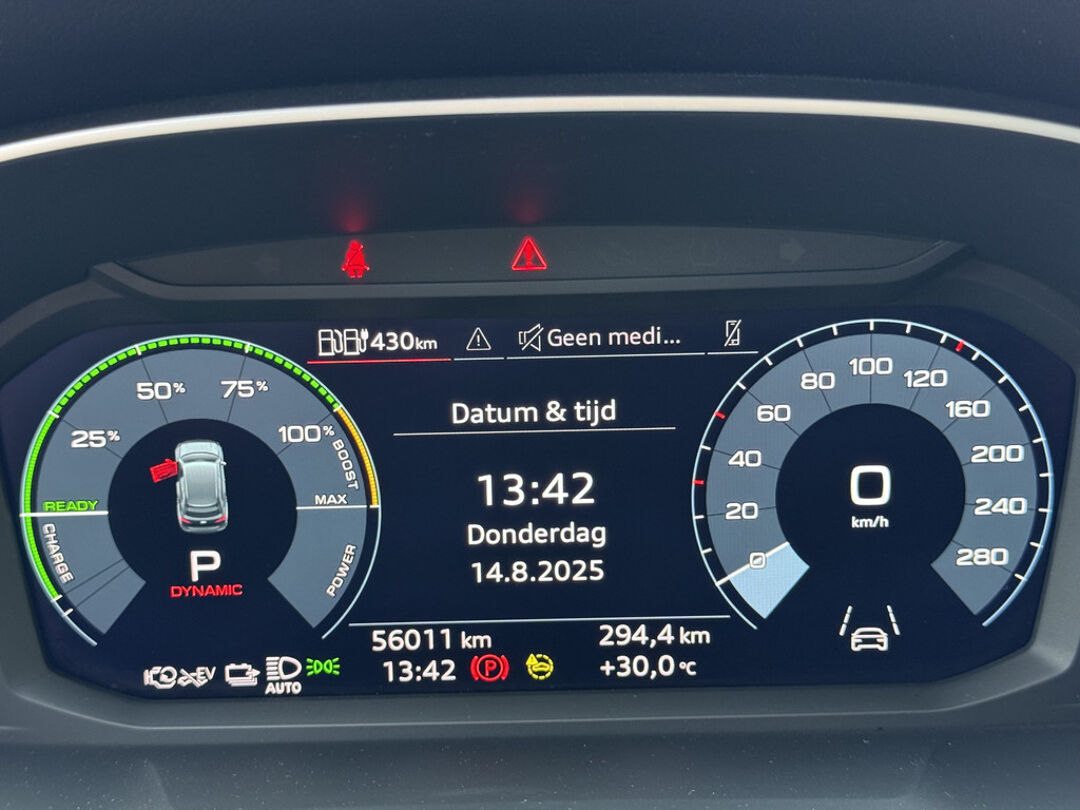 430 km
Geen medi...
50%
75%
25%
100%
BOOST
READY
CHARGE
MAX
POWER
P
DYNAMIC
Datum & tijd
13:42
Donderdag
14.8.2025
0
20
40
60
80
100
120
160
200
240
280
0
km/h
56011 km
294,4 km
13:42
P
+30,0 °C
EV
AUTO